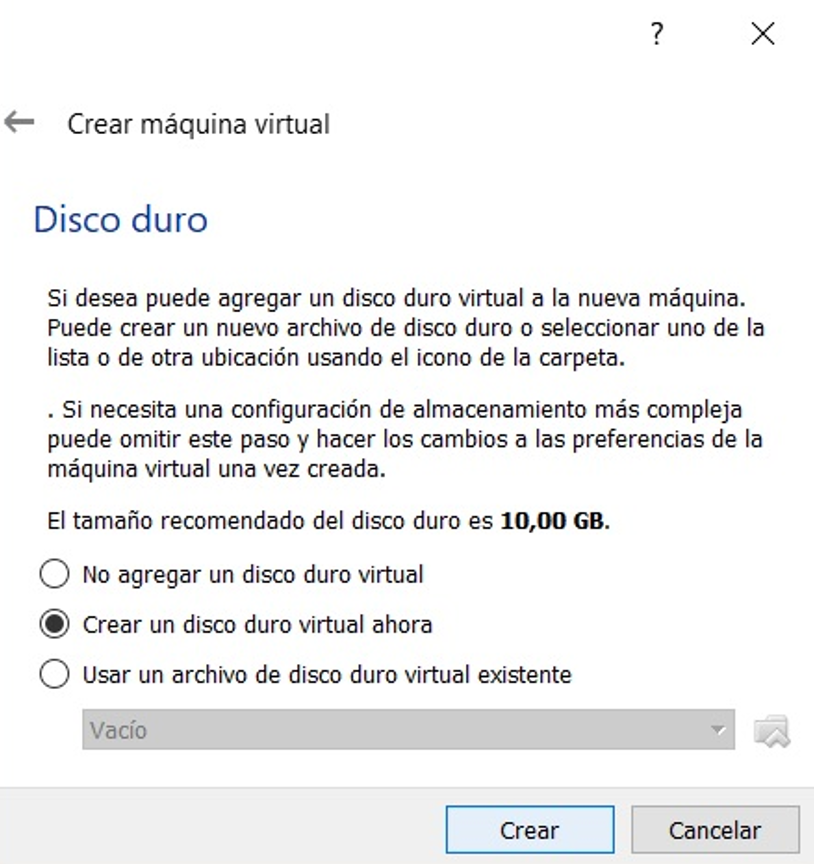 ?
Crear máquina virtual
Disco duro
Si desea puede agregar un disco duro virtual a la nueva máquina.
Puede crear un nuevo archivo de disco duro o seleccionar uno de la
lista o de otra ubicación usando el icono de la carpeta.
. Si necesita una configuración de almacenamiento más compleja
puede omitir este paso y hacer los cambios a las preferencias de la
máquina virtual una vez creada.
El tamaño recomendado del disco duro es 10,00 GB.
No agregar un disco duro virtual
Crear un disco duro virtual ahora
Usar un archivo de disco duro virtual existente
Vacío
Crear
Cancelar